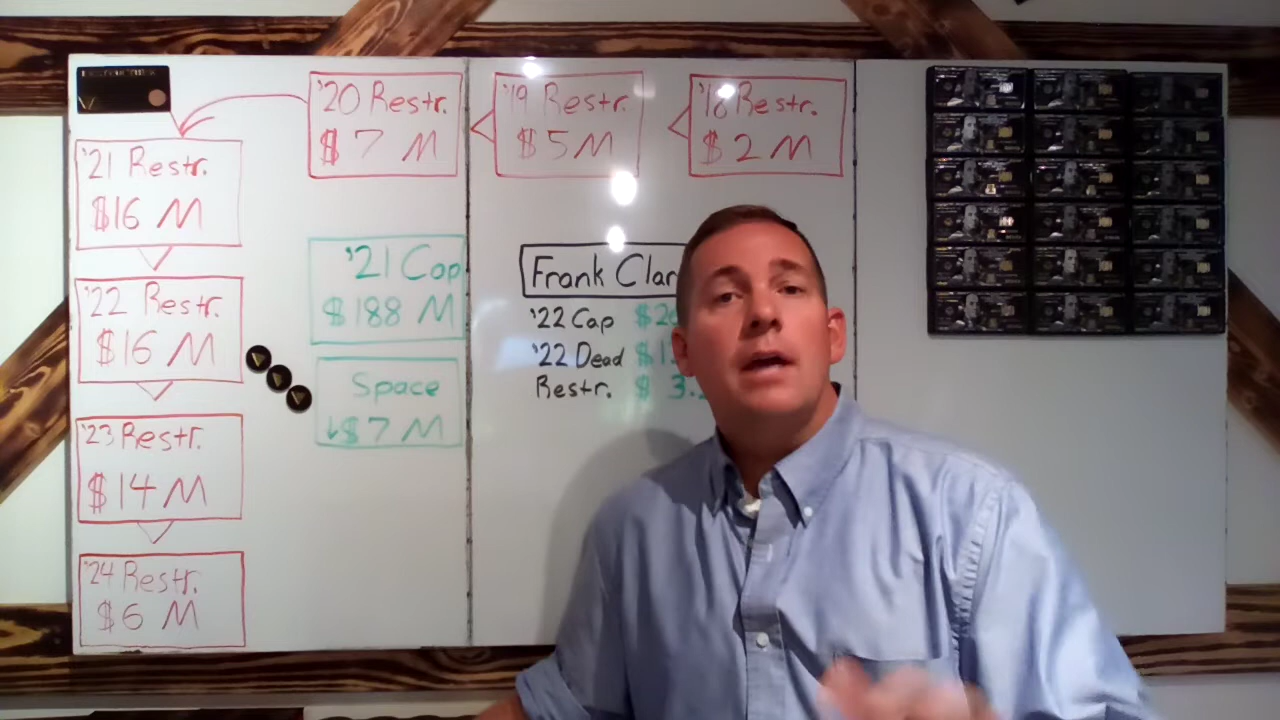 '20 Restr.
$ 7 M
'19 Restr.
$ 5 M
'18 Restr.
$ 2 M
'21 Restr.
$16 M
'22 Restr.
$16 M
'23 Restr.
$ 14 M
'24 Restr.
$ 6 M
'21 Cap
$ 188 M
Space
↓$ 7 M
Frank
'22 Cap
'22 Dead
Restr. $ 3.